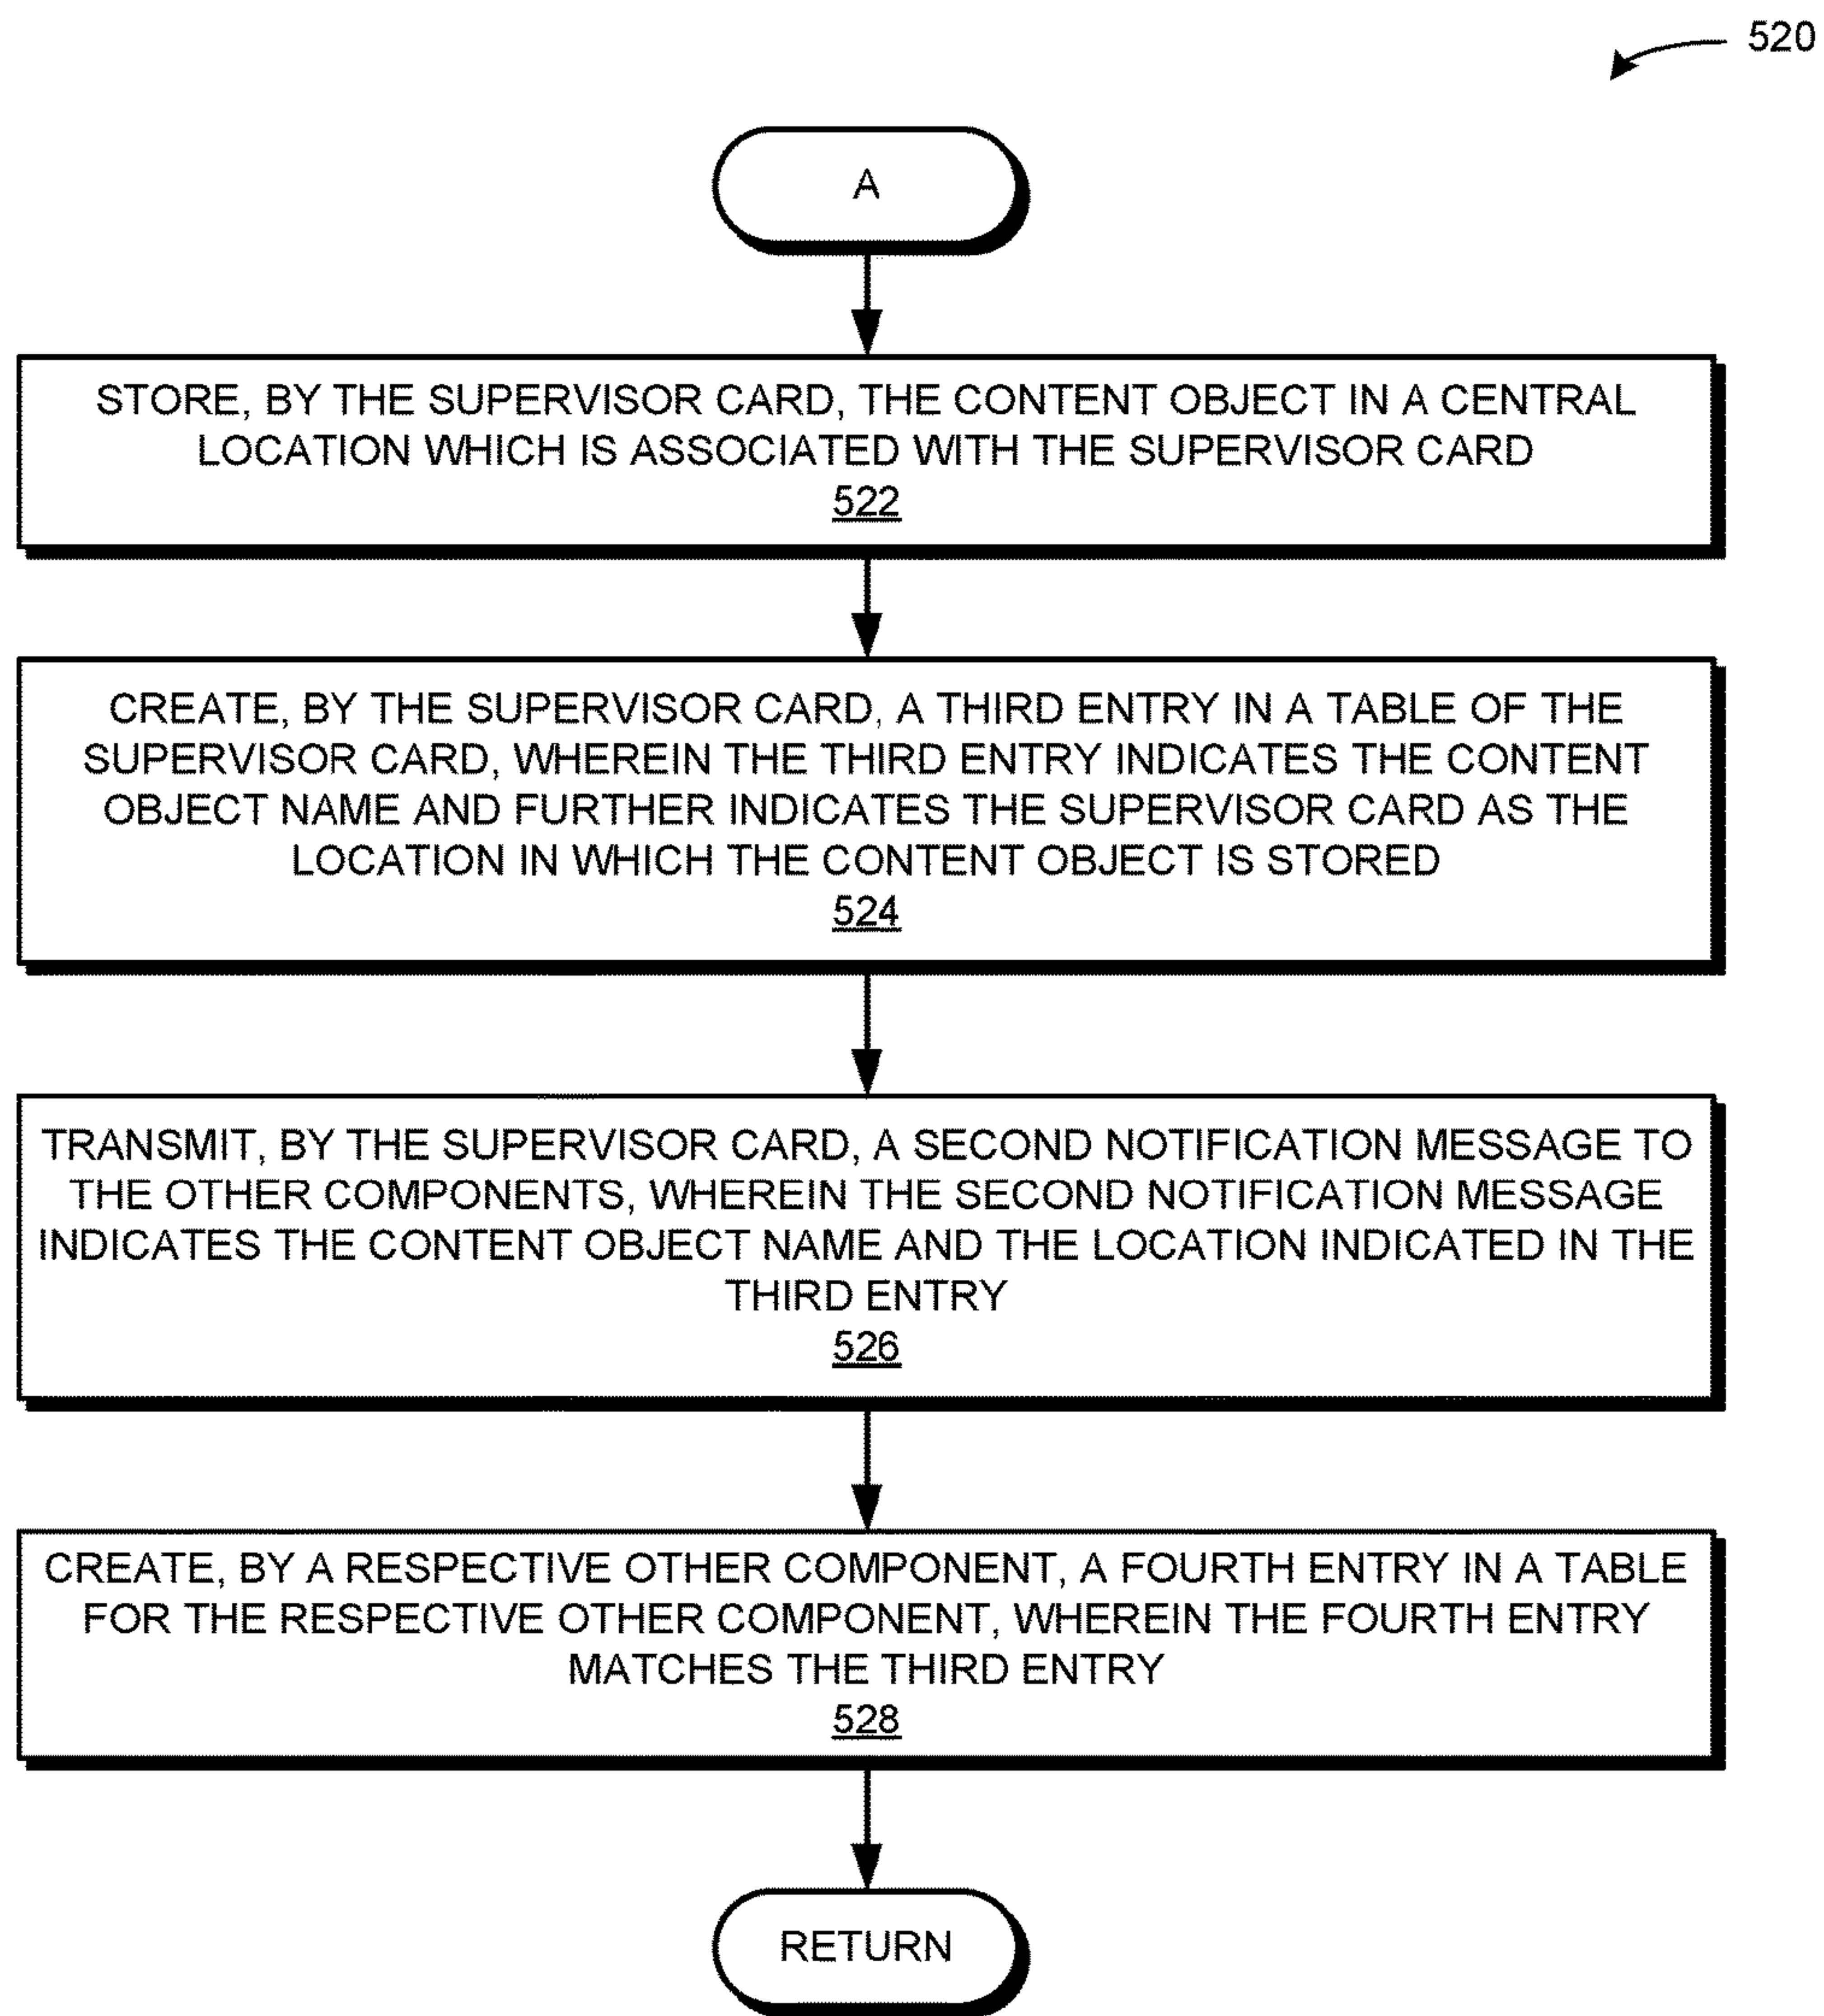 520
A
STORE, BY THE SUPERVISOR CARD, THE CONTENT OBJECT IN A CENTRAL
LOCATION WHICH IS ASSOCIATED WITH THE SUPERVISOR CARD
522
CREATE, BY THE SUPERVISOR CARD, A THIRD ENTRY IN A TABLE OF THE
SUPERVISOR CARD, WHEREIN THE THIRD ENTRY INDICATES THE CONTENT
OBJECT NAME AND FURTHER INDICATES THE SUPERVISOR CARD AS THE
LOCATION IN WHICH THE CONTENT OBJECT IS STORED
524
TRANSMIT, BY THE SUPERVISOR CARD, A SECOND NOTIFICATION MESSAGE TO
THE OTHER COMPONENTS, WHEREIN THE SECOND NOTIFICATION MESSAGE
INDICATES THE CONTENT OBJECT NAME AND THE LOCATION INDICATED IN THE
THIRD ENTRY
526
CREATE, BY A RESPECTIVE OTHER COMPONENT, A FOURTH ENTRY IN A TABLE
FOR THE RESPECTIVE OTHER COMPONENT, WHEREIN THE FOURTH ENTRY
MATCHES THE THIRD ENTRY
528
RETURN